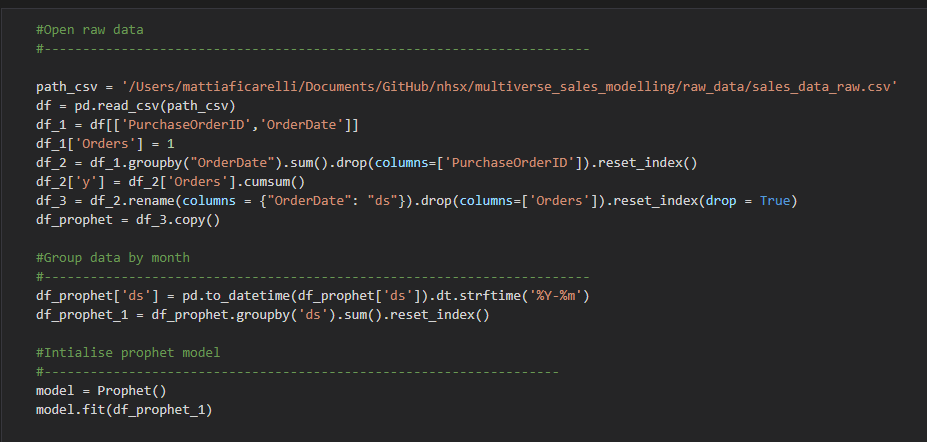 #Open raw data
#-----------------------------------------------------------------------
path_csv = '/Users/mattiaficarelli/Documents/GitHub/nhsx/multiverse_sales_modelling/raw_data/sales_data_raw.csv'
df = pd.read_csv(path_csv)
df_1 = df[['PurchaseOrderID','OrderDate']]
df_1['Orders'] = 1
df_2 = df_1.groupby("OrderDate").sum().drop(columns=['PurchaseOrderID']).reset_index()
df_2['y'] = df_2['Orders'].cumsum()
df_3 = df_2.rename(columns = {"OrderDate": "ds"}).drop(columns=['Orders']).reset_index(drop = True)
df_prophet = df_3.copy()
#Group data by month
#-----------------------------------------------------------------------
df_prophet['ds'] = pd.to_datetime(df_prophet['ds']).dt.strftime('%Y-%m')
df_prophet_1 = df_prophet.groupby('ds').sum().reset_index()
#Intialise prophet model
#-------------------------------------------------------------------
model = Prophet()
model.fit(df_prophet_1)